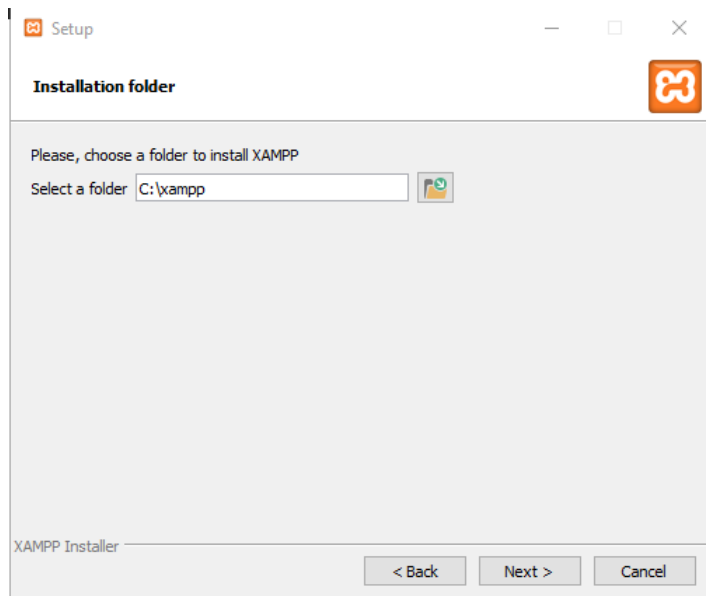 Setup
Installation folder
Please, choose a folder to install XAMPP
Select a folder C:\xampp
XAMPP Installer
< Back Next > Cancel